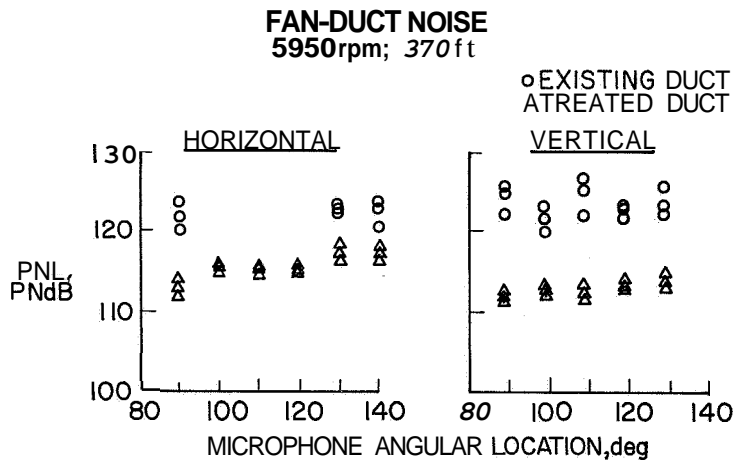 FAN-DUCT NOISE
5950rpm; 370ft
o EXISTING DUCT
ATREATED DUCT
HORIZONTAL
VERTICAL
130
120
110
100
PNL,
PNdB
80 100 120 140
80 100 120 140
MICROPHONE ANGULAR LOCATION,deg